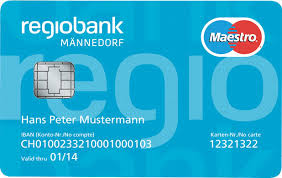 regiobank
MÄNNEDORF
Maestro
regio
Hans Peter Mustermann
IBAN (Konto-Nr./No compte)
Karten-Nr./No carte
CH0100233210001000103
12321322
Valid thru 01/14